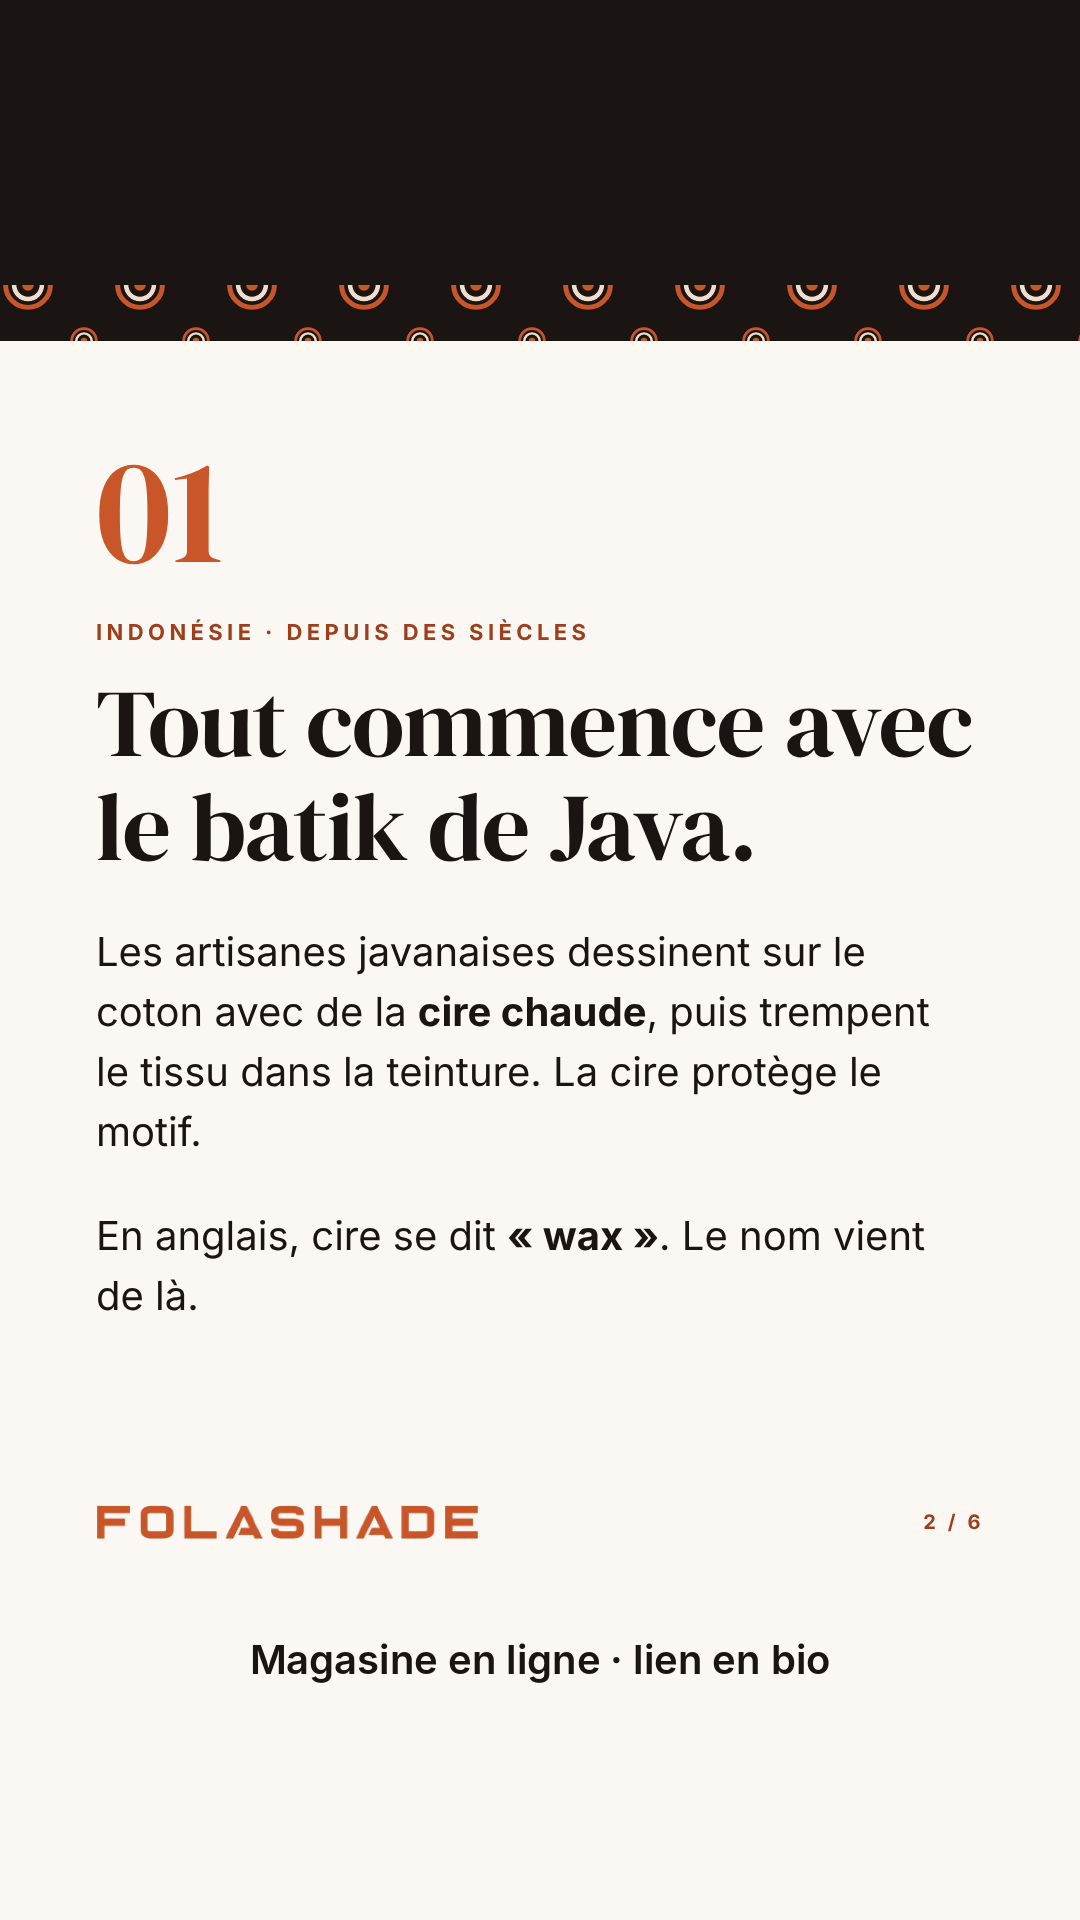 01
INDONÉSIE · DEPUIS DES SIÈCLES
Tout commence avec
le batik de Java.
Les artisanes javanaises dessinent sur le
coton avec de la cire chaude, puis trempent
le tissu dans la teinture. La cire protège le
motif.
En anglais, cire se dit « wax ». Le nom vient
de là.
FOLASHADE
2 / 6
Magasine en ligne · lien en bio